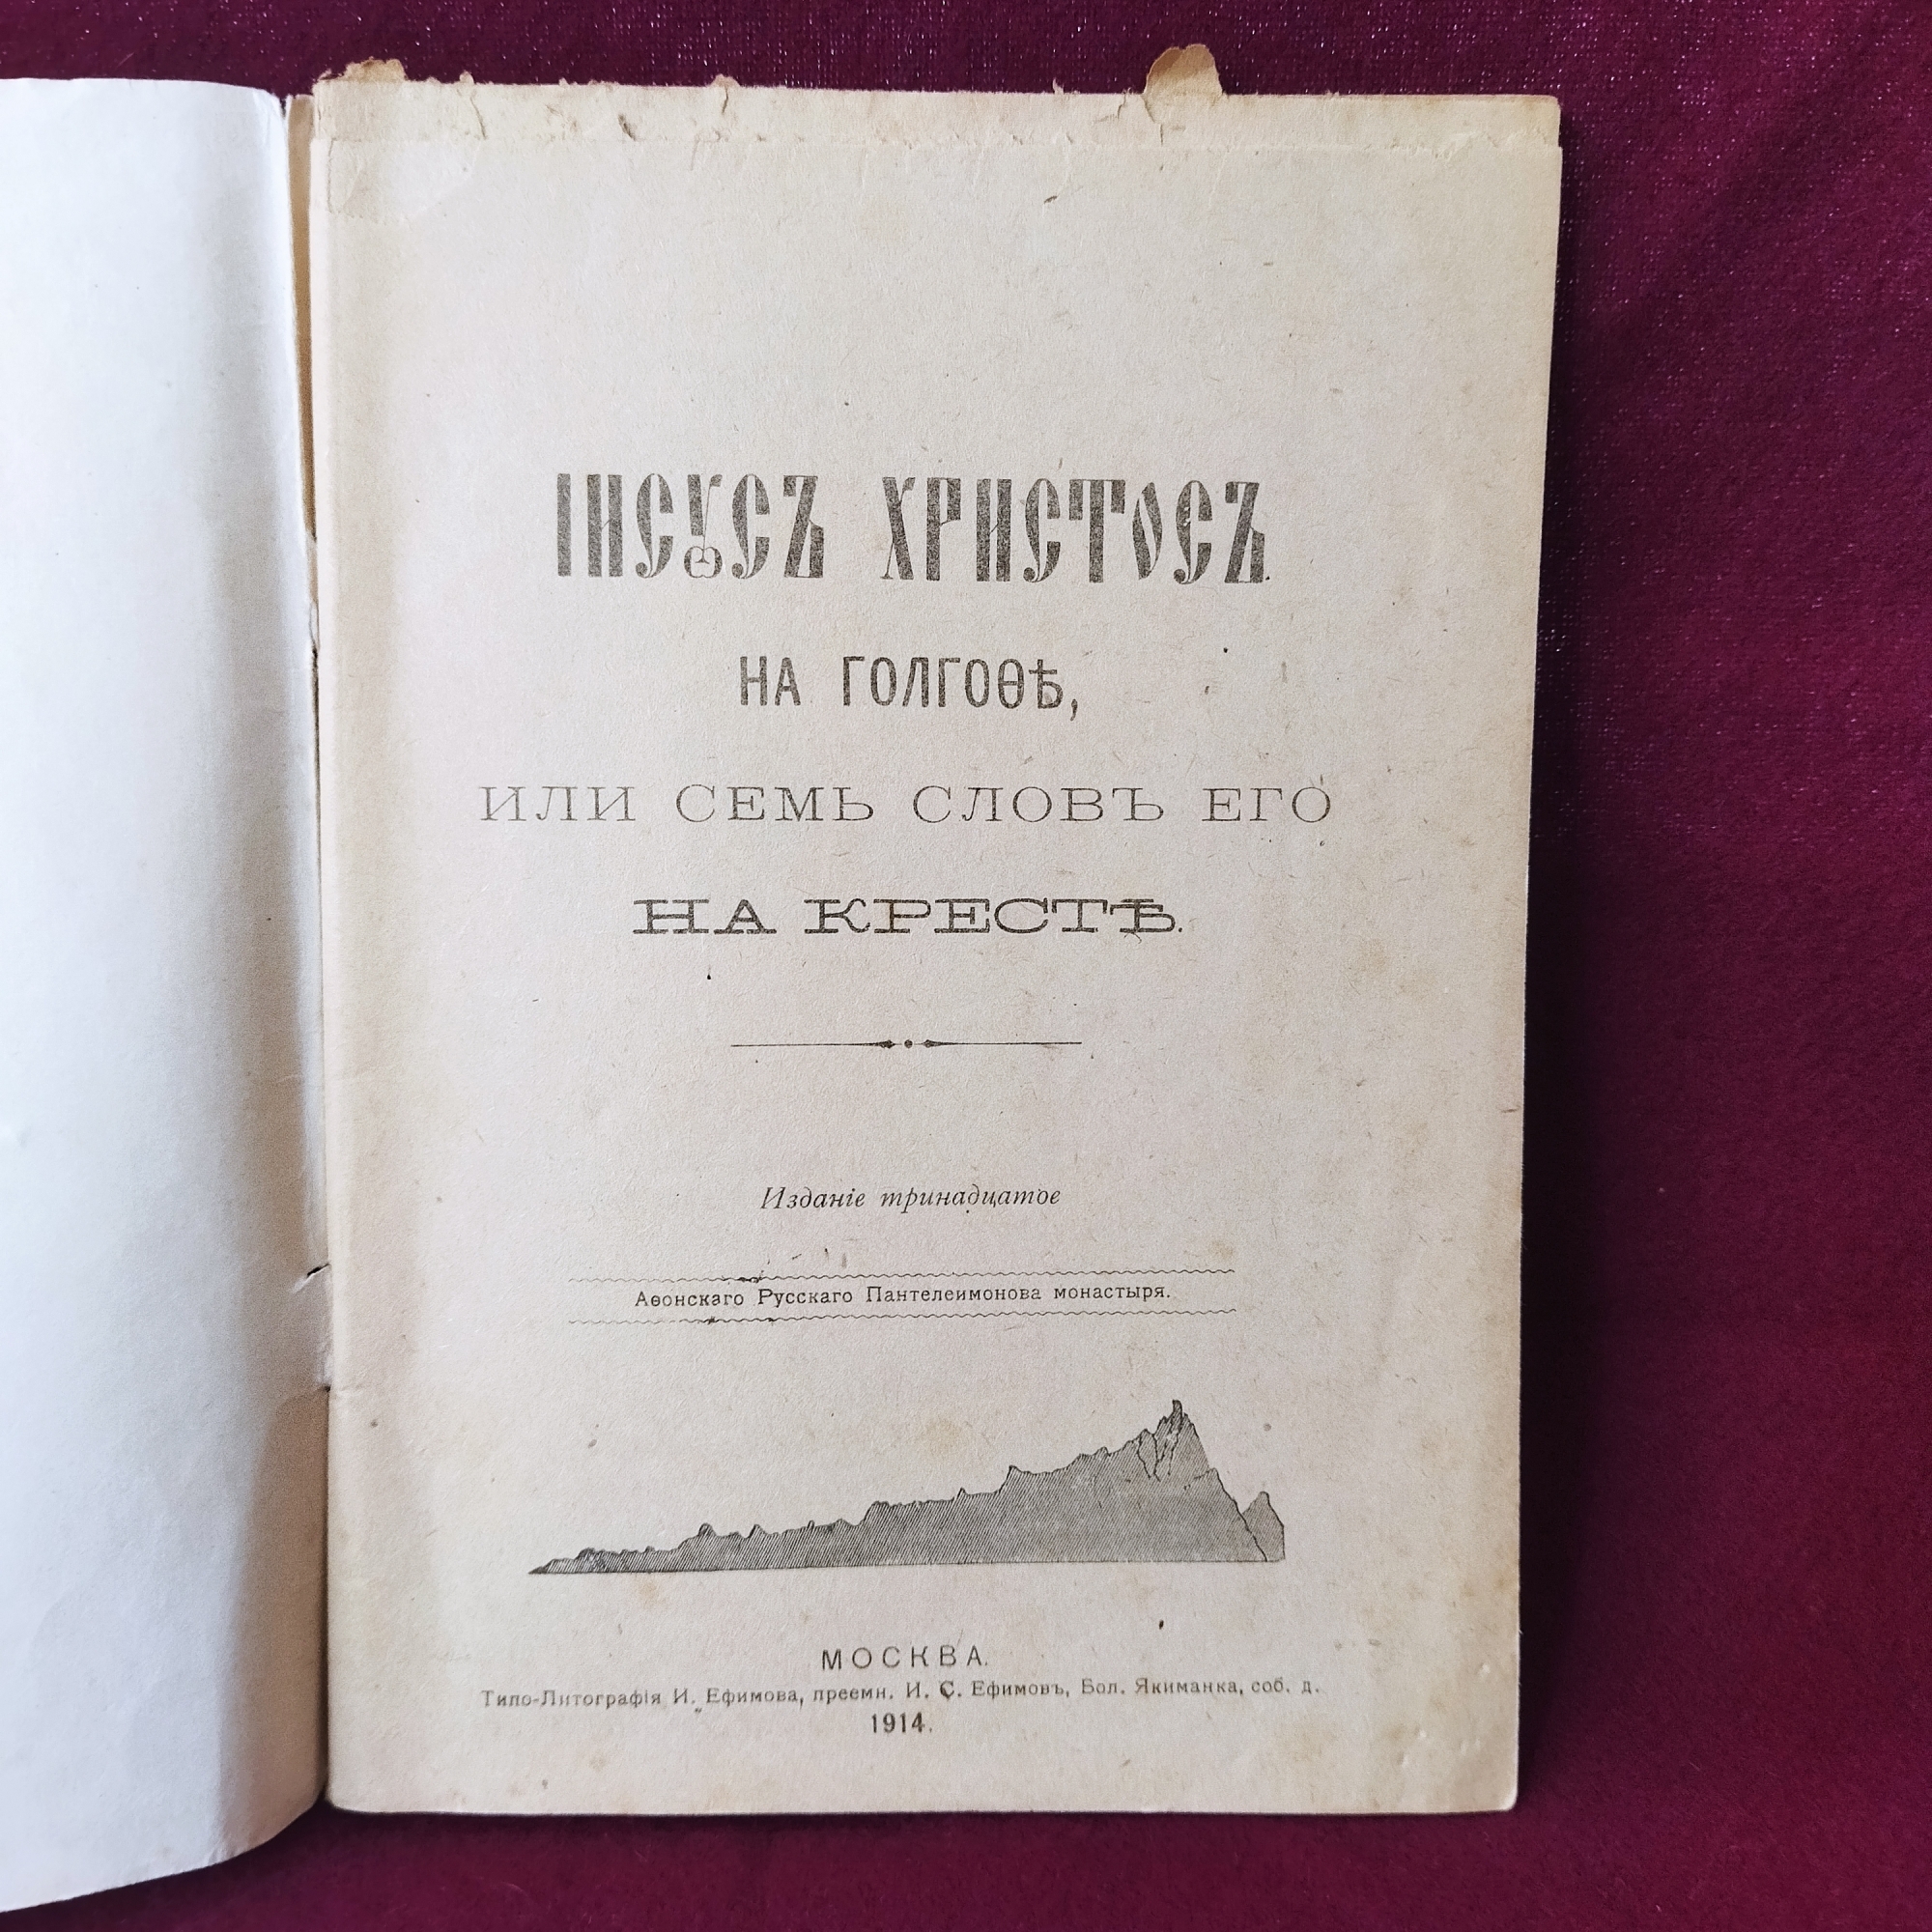 ІИСУСЪ ХРИСТОСЪ
НА ГОЛГОѲѢ,
ИЛИ СЕМЬ СЛОВЪ ЕГО
НА КРЕСТѢ.
Изданіе тринадцатое
Аѳонскаго Русскаго Пантелеимонова монастыря.
МОСКВА.
Типо-Литографія И. Ефимова, преемн. И. С. Ефимовъ, Бол. Якиманка, соб. д.
1914.